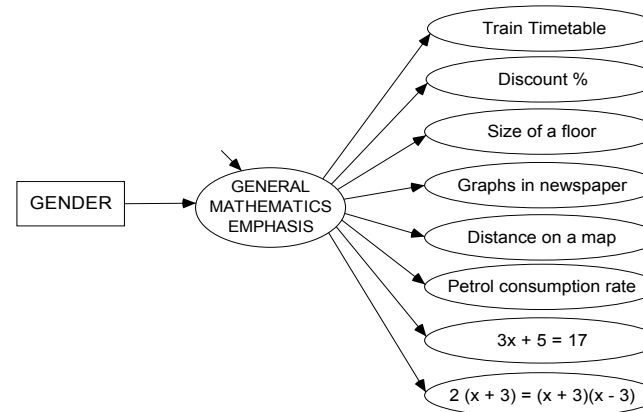 Train Timetable
Discount %
Size of a floor
GENERAL
MATHEMATICS
EMPHASIS
GENDER
Graphs in newspaper
Distance on a map
Petrol consumption rate
3x + 5 = 17
2 (x + 3) = (x + 3)(x - 3)